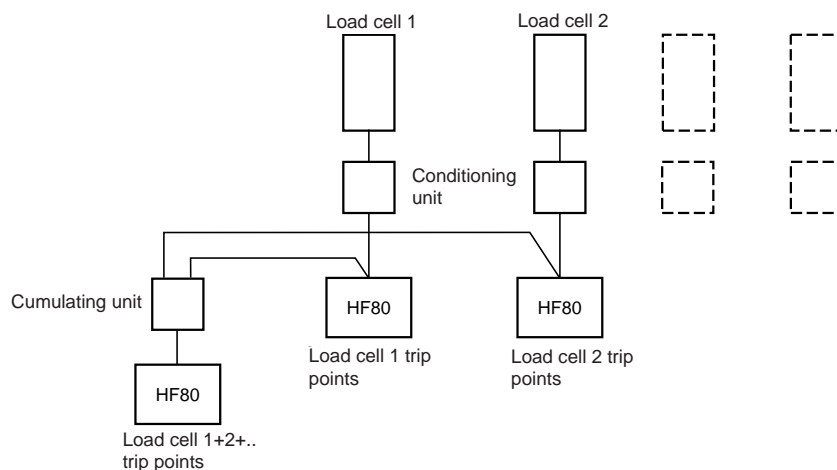 Load cell 1
Load cell 2
Conditioning
unit
Cumulating unit
HF80
HF80
Load cell 1 trip
points
Load cell 2 trip
points
HF80
Load cell 1+2+..
trip points